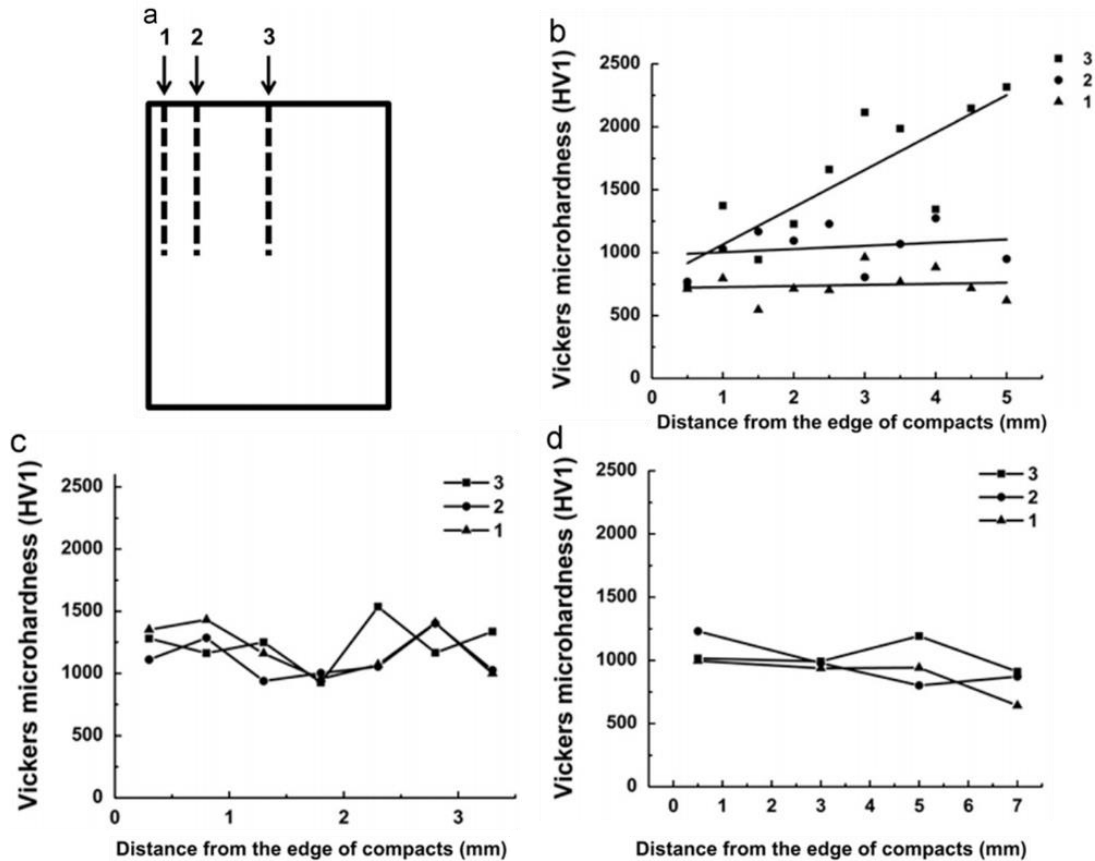 a
1 2 3
b
Vickers microhardness (HV1)
2500
2000
1500
1000
500
0
0 1 2 3 4 5
Distance from the edge of compacts (mm)
3
2
1
c
Vickers microhardness (HV1)
2500
2000
1500
1000
500
0
0 1 2 3
Distance from the edge of compacts (mm)
3
2
1
d
Vickers microhardness (HV1)
2500
2000
1500
1000
500
0
0 1 2 3 4 5 6 7
Distance from the edge of compacts (mm)
3
2
1